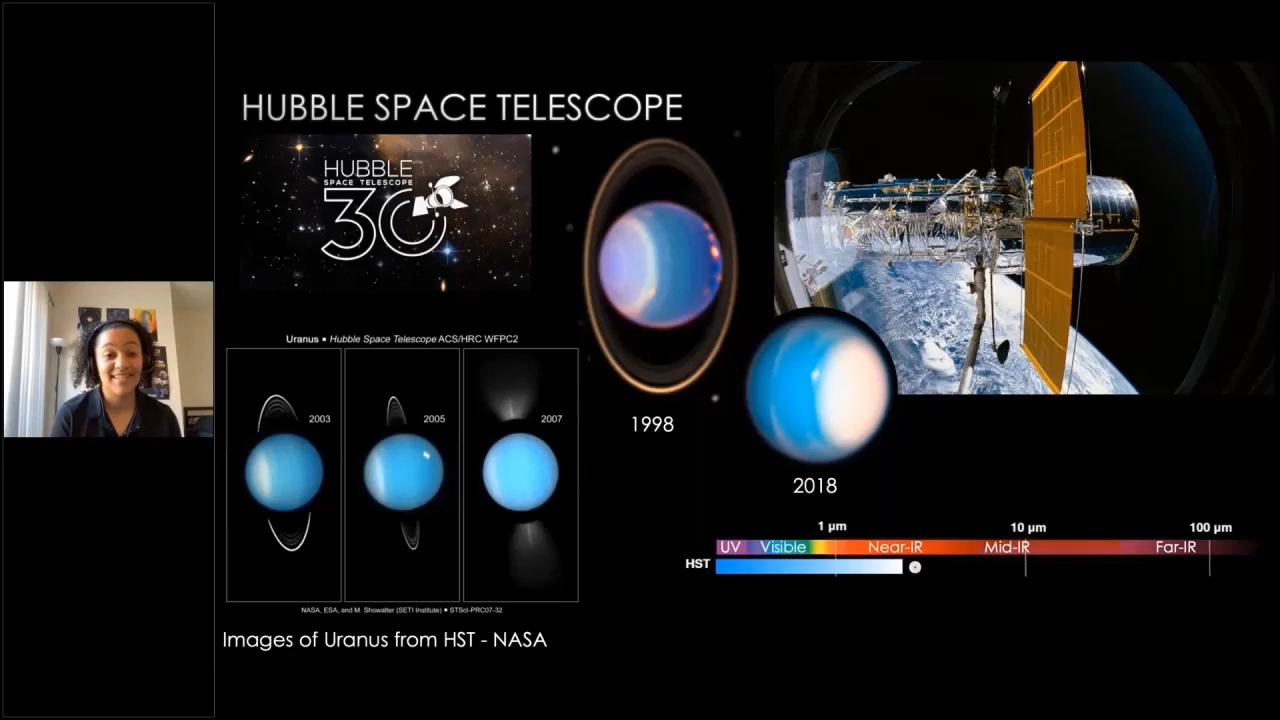 HUBBLE SPACE TELESCOPE
HUBBLE
SPACE TELESCOPE
30
Uranus ▪ Hubble Space Telescope ACS/HRC WFPC2
2003
2005
2007
NASA, ESA, and M. Showalter (SETI Institute) ▪ STScI-PRC07-32
Images of Uranus from HST - NASA
1998
2018
1 µm
10 µm
100 µm
UV Visible Near-IR Mid-IR Far-IR
HST